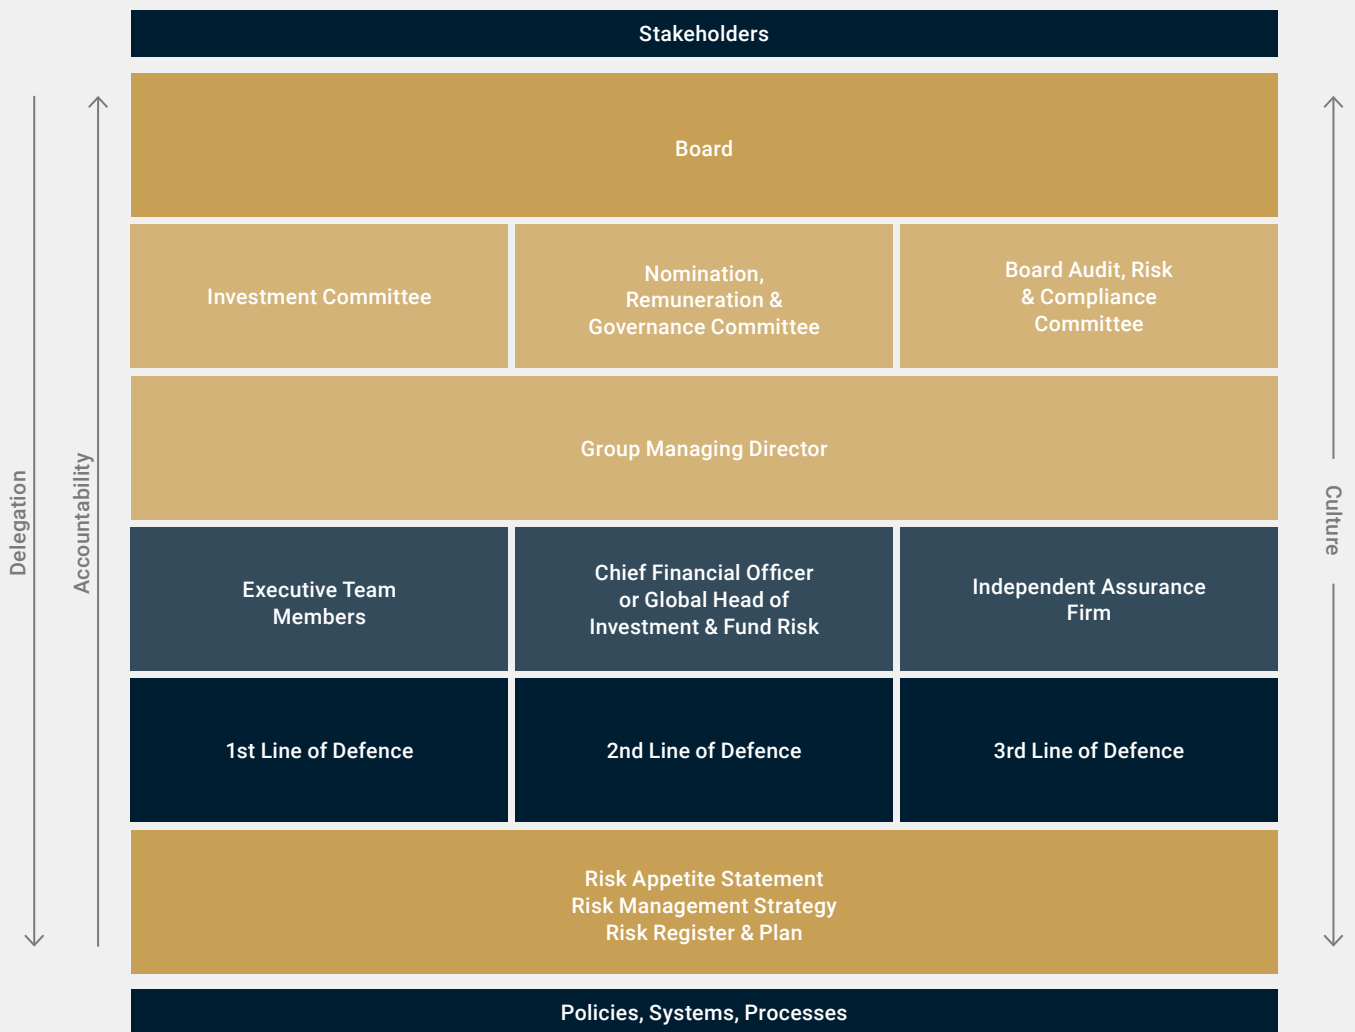 Stakeholders
Board
Investment Committee
Nomination,
Remuneration &
Governance Committee
Board Audit, Risk
& Compliance
Committee
Group Managing Director
Delegation
Accountability
Culture
Executive Team
Members
Chief Financial Officer
or Global Head of
Investment & Fund Risk
Independent Assurance
Firm
1st Line of Defence
2nd Line of Defence
3rd Line of Defence
Risk Appetite Statement
Risk Management Strategy
Risk Register & Plan
Policies, Systems, Processes